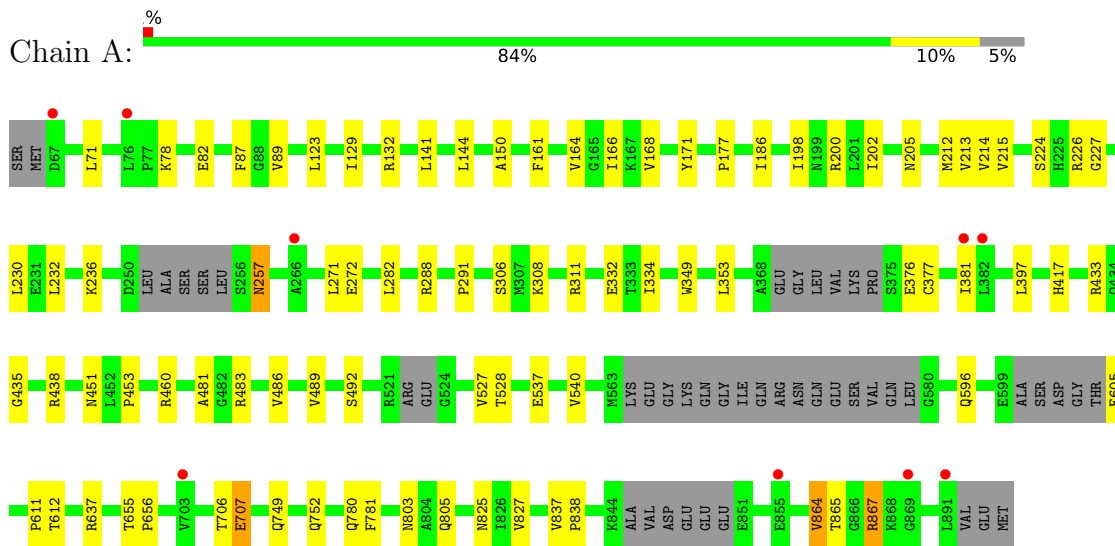 %
Chain A:
84% 10% 5%
SER MET D67 L71 L76 P77 K78 E82 F87 G88 V89 L123 I129 R132 L141 L144 A150 F161 V164 G165 I166 K167 V168 Y171 P177 I186 I198 N199 R200 L201 I202 N205 M212 V213 V214 V215 S224 H225 R226 G227
L230 E231 L232 K236 D250 LEU ALA SER SER LEU S256 N257 A266 L271 E272 L282 R288 P291 S306 M307 K308 R311 E332 T333 I334 W349 L353 A368 GLU GLY LEU VAL LYS PRO S375 E376 C377 I381 L382 L397 H417 R433
G435 R438 N451 L452 P453 R460 A481 G482 R483 V486 V489 S492 R521 ARG GLU G524 V527 T528 E537 V540 M563 LYS GLU GLY LYS GLN GLY ILE GLN ARG ASN GLN GLU SER VAL GLN LEU G580 Q596 E599 ALA SER ASP GLY THR
P611 T612 R637 T655 P656 V703 T706 E707 Q749 Q752 Q780 F781 N803 A804 Q805 N825 I826 V827 V837 P838 K844 ALA VAL ASP GLU GLU GLU E851 E855 V864 T865 G866 R867 K868 G869 L891 VAL GLU MET